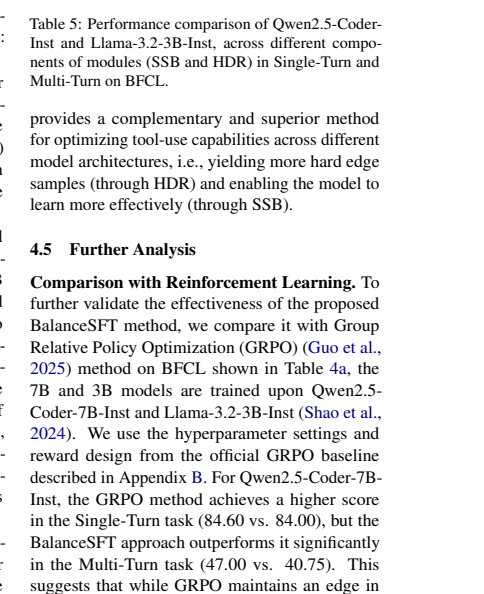 Table 5: Performance comparison of Qwen2.5-Coder-
Inst and Llama-3.2-3B-Inst, across different compo-
nents of modules (SSB and HDR) in Single-Turn and
Multi-Turn on BFCL.
provides a complementary and superior method
for optimizing tool-use capabilities across different
model architectures, i.e., yielding more hard edge
samples (through HDR) and enabling the model to
learn more effectively (through SSB).
4.5 Further Analysis
Comparison with Reinforcement Learning. To
further validate the effectiveness of the proposed
BalanceSFT method, we compare it with Group
Relative Policy Optimization (GRPO) (Guo et al.,
2025) method on BFCL shown in Table 4a, the
7B and 3B models are trained upon Qwen2.5-
Coder-7B-Inst and Llama-3.2-3B-Inst (Shao et al.,
2024). We use the hyperparameter settings and
reward design from the official GRPO baseline
described in Appendix B. For Qwen2.5-Coder-7B-
Inst, the GRPO method achieves a higher score
in the Single-Turn task (84.60 vs. 84.00), but the
BalanceSFT approach outperforms it significantly
in the Multi-Turn task (47.00 vs. 40.75). This
suggests that while GRPO maintains an edge in